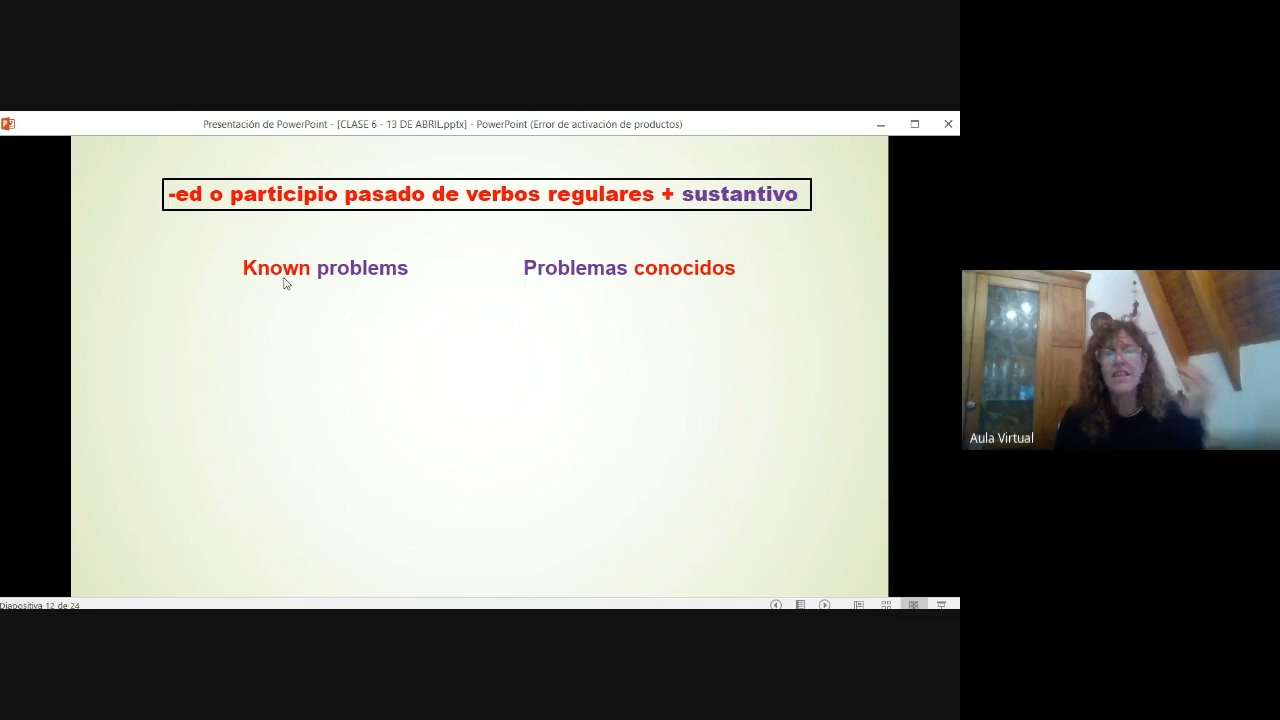 Presentación de PowerPoint - [CLASE 6 - 13 DE ABRIL.pptx] - PowerPoint (Error de activación de productos)
-ed o participio pasado de verbos regulares + sustantivo
Known problems
Problemas conocidos
Aula Virtual
Diapositiva 12 de 24